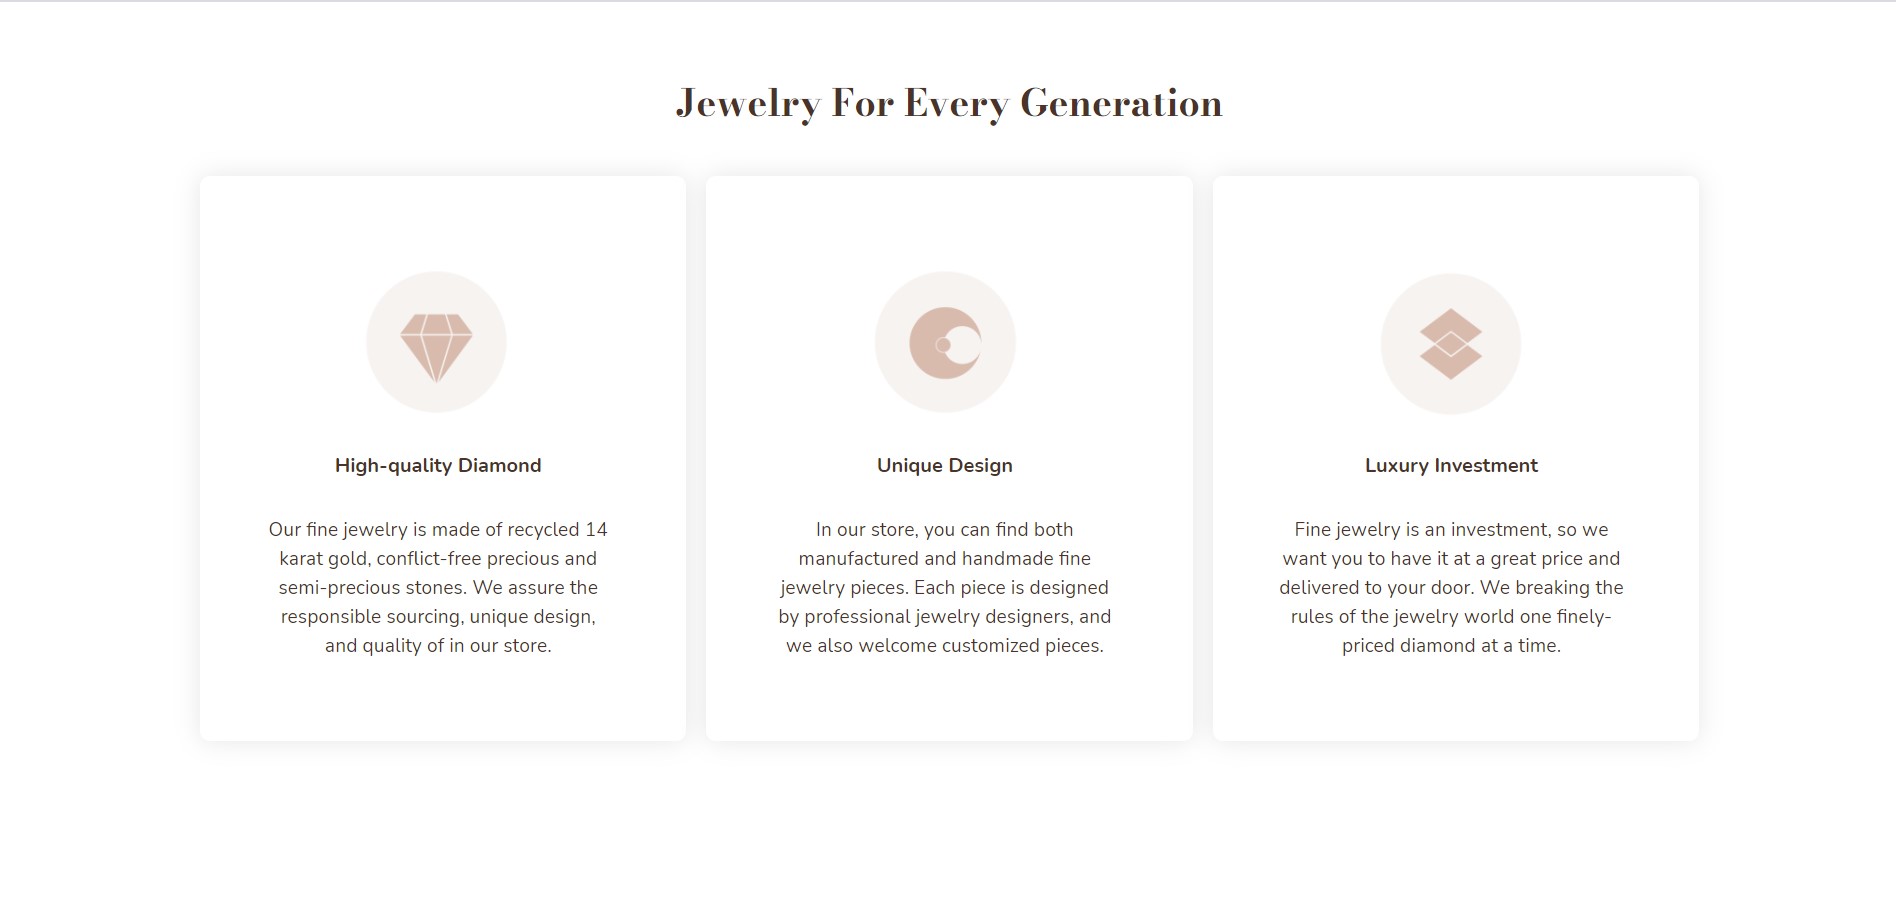 Jewelry For Every Generation
High-quality Diamond
Our fine jewelry is made of recycled 14
karat gold, conflict-free precious and
semi-precious stones. We assure the
responsible sourcing, unique design,
and quality of in our store.
Unique Design
In our store, you can find both
manufactured and handmade fine
jewelry pieces. Each piece is designed
by professional jewelry designers, and
we also welcome customized pieces.
Luxury Investment
Fine jewelry is an investment, so we
want you to have it at a great price and
delivered to your door. We breaking the
rules of the jewelry world one finely-
priced diamond at a time.